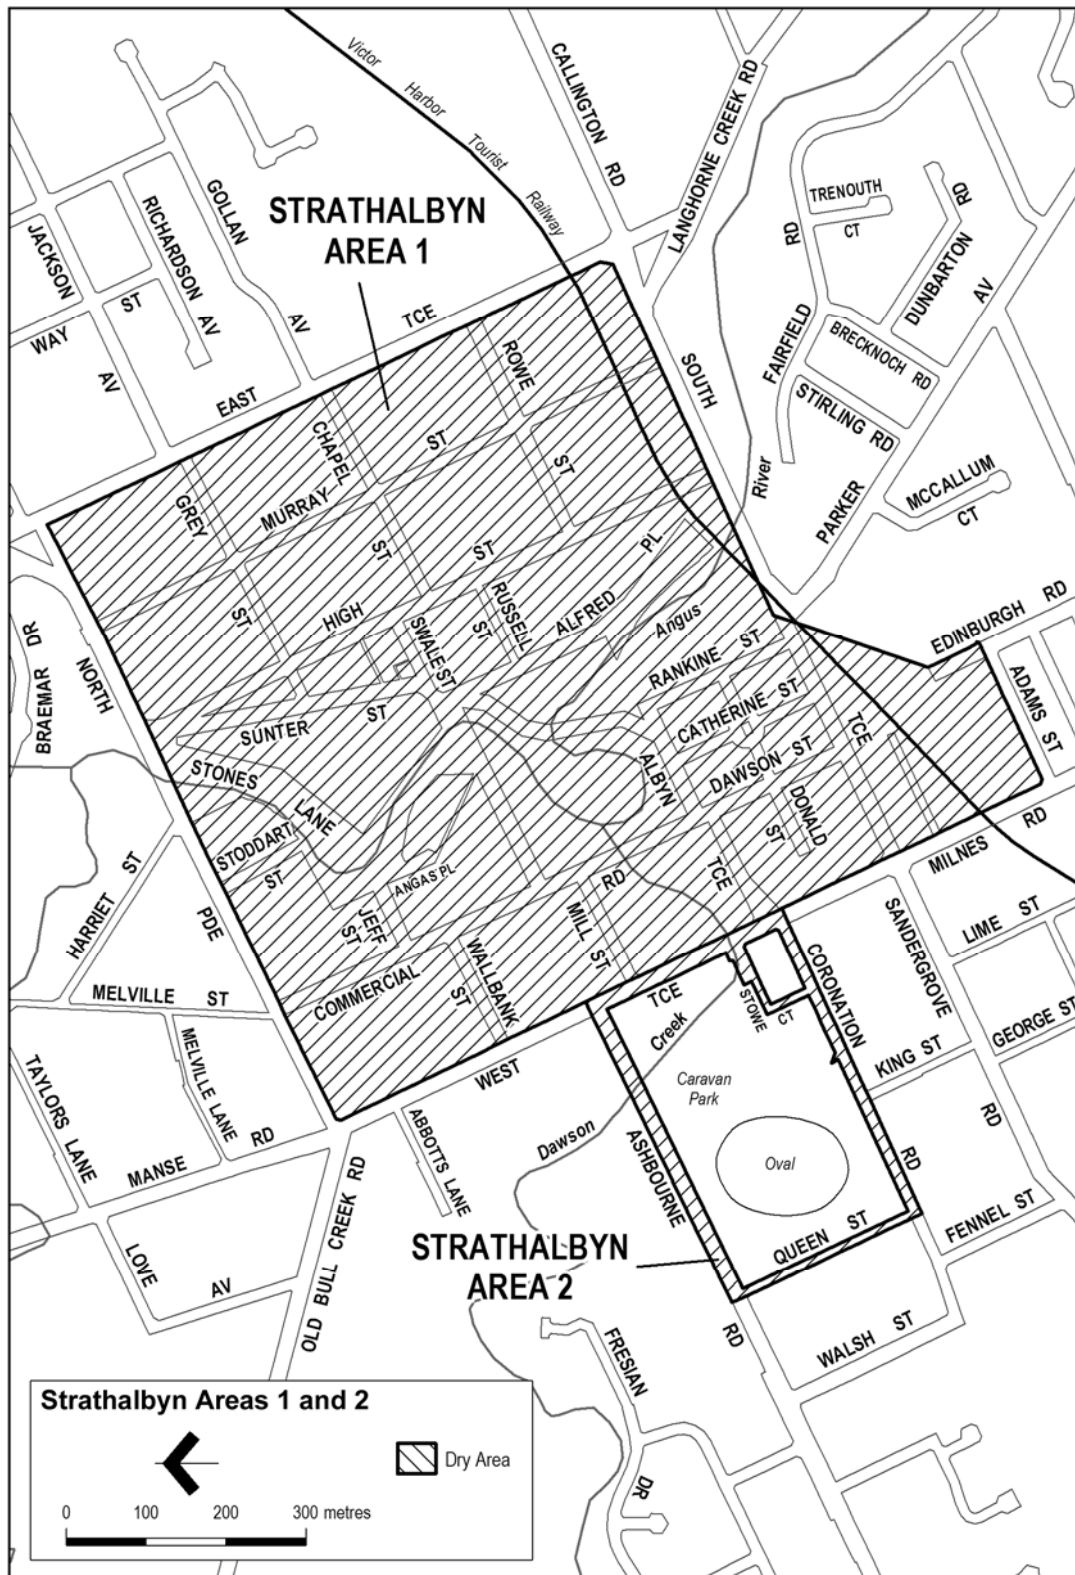 Victor
Harbor
Tourist
Railway
CALLINGTON RD
LANGHORNE CREEK RD
TRENOUTH
CT
DUNBARTON RD
RD
FAIRFIELD
AV
BRECKNOCH RD
STIRLING RD
PARKER
MCCALLUM
CT
JACKSON
AV
RICHARDSON
AV
GOLLAN
AV
WAY
ST
STRATHALBYN
AREA 1
EAST
TCE
SOUTH
ROWE
ST
CHAPEL
ST
MURRAY
ST
GREY
ST
HIGH
ST
SWALE ST
RUSSELL
ST
ALFRED
PL
Angus
River
RANKINE ST
CATHERINE ST
DAWSON ST
ALBYN
TCE
TCE
DONALD
ST
EDINBURGH RD
ADAMS ST
BRAEMAR DR
NORTH
PDE
SUNTER
ST
STONES
LANE
STODDART
ST
ANGAS PL
JEFF
ST
COMMERCIAL
RD
WALLBANK
ST
MILL
ST
HARRIET ST
MELVILLE ST
MELVILLE LANE
TAYLORS LANE
MANSE
RD
MILNES
RD
LIME ST
SANDERGROVE
RD
GEORGE ST
KING ST
CORONATION
RD
STOWE
CT
WEST
TCE
Creek
Dawson
Caravan
Park
Oval
ABBOTTS LANE
ASHBOURNE
RD
QUEEN ST
FENNEL ST
WALSH ST
LOVE
AV
OLD BULL CREEK RD
STRATHALBYN
AREA 2
FRESIAN
DR
Strathalbyn Areas 1 and 2
Dry Area
0 100 200 300 metres